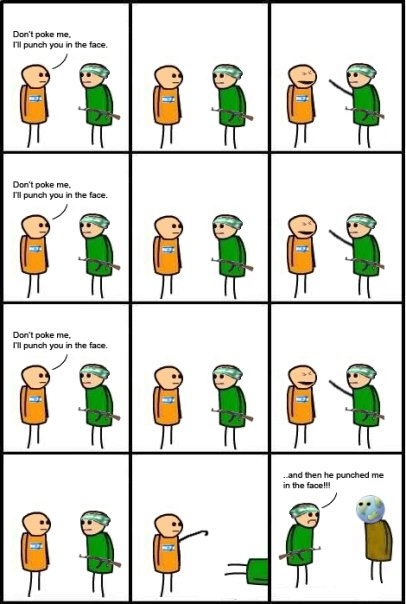 Don't poke me,
I'll punch you in the face.
Don't poke me,
I'll punch you in the face.
Don't poke me,
I'll punch you in the face.
..and then he punched me
in the face!!!